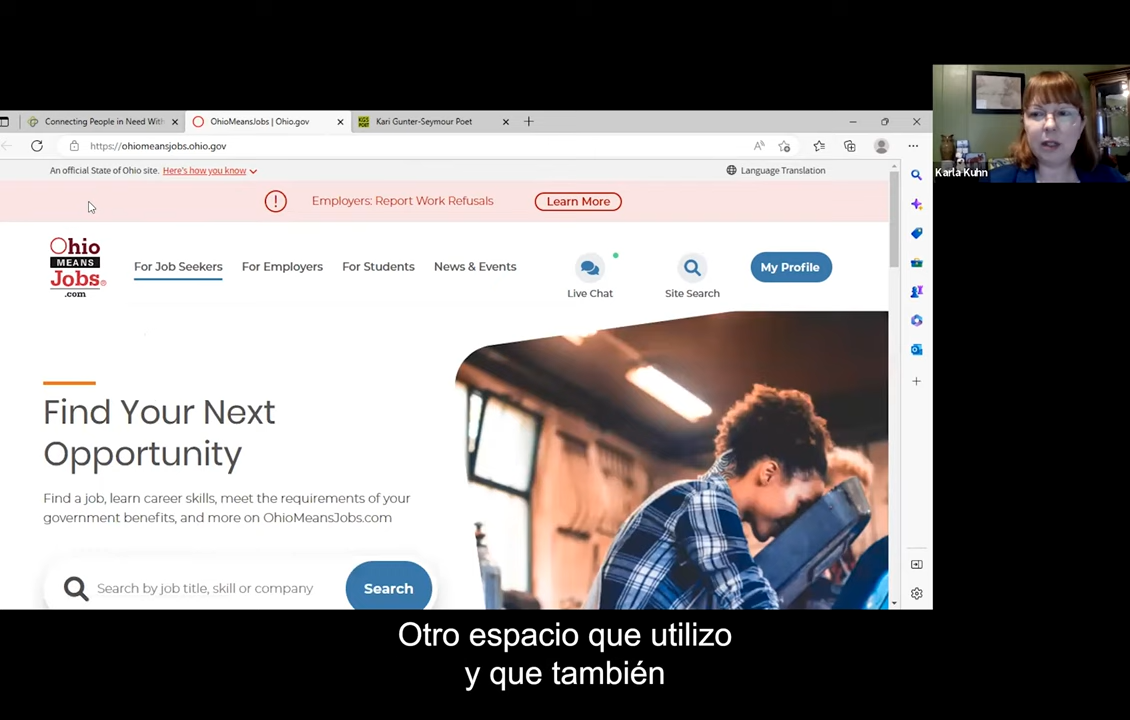 Connecting People in Need With
OhioMeansJobs | Ohio.gov
Kari Gunter-Seymour Poet
https://ohiomeansjobs.ohio.gov
An official State of Ohio site. Here's how you know
Language Translation
Employers: Report Work Refusals
Learn More
Ohio
MEANS
Jobs
.com
For Job Seekers
For Employers
For Students
News & Events
Live Chat
Site Search
My Profile
Find Your Next
Opportunity
Find a job, learn career skills, meet the requirements of your
government benefits, and more on OhioMeansJobs.com
Search by job title, skill or company
Search
Karla Kuhn
Otro espacio que utilizo
y que también